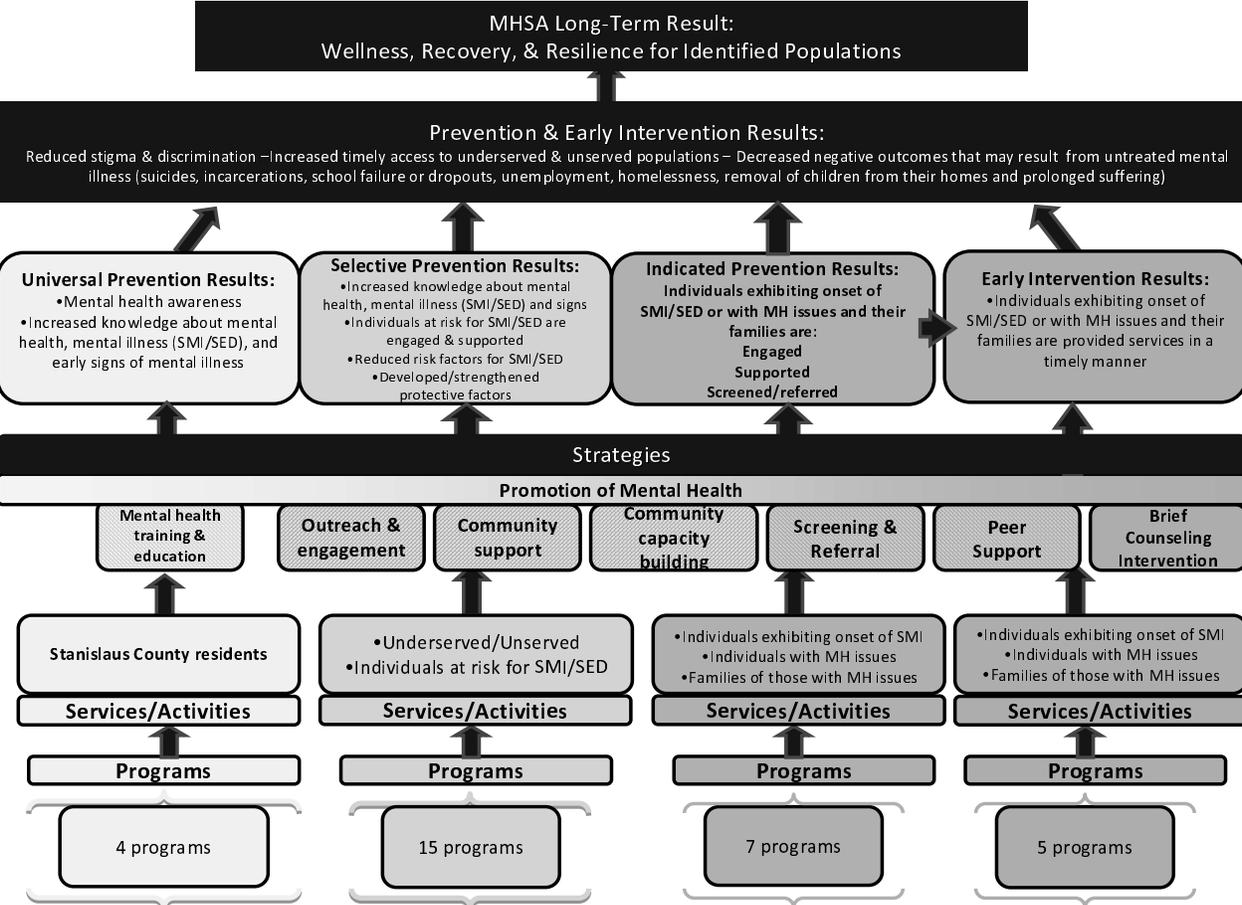 MHSA Long-Term Result:
Wellness, Recovery, & Resilience for Identified Populations
Prevention & Early Intervention Results:
Reduced stigma & discrimination –Increased timely access to underserved & unserved populations – Decreased negative outcomes that may result from untreated mental
illness (suicides, incarcerations, school failure or dropouts, unemployment, homelessness, removal of children from their homes and prolonged suffering)
Universal Prevention Results:
•Mental health awareness
•Increased knowledge about mental
health, mental illness (SMI/SED), and
early signs of mental illness
Selective Prevention Results:
•Increased knowledge about mental
health, mental illness (SMI/SED) and signs
•Individuals at risk for SMI/SED are
engaged & supported
•Reduced risk factors for SMI/SED
•Developed/strengthened
protective factors
Indicated Prevention Results:
Individuals exhibiting onset of
SMI/SED or with MH issues and their
families are:
Engaged
Supported
Screened/referred
Early Intervention Results:
•Individuals exhibiting onset of
SMI/SED or with MH issues and their
families are provided services in a
timely manner
Strategies
Promotion of Mental Health
Mental health
training &
education
Outreach &
engagement
Community
support
Community
capacity
building
Screening &
Referral
Peer
Support
Brief
Counseling
Intervention
Stanislaus County residents
•Underserved/Unserved
•Individuals at risk for SMI/SED
•Individuals exhibiting onset of SMI
•Individuals with MH issues
•Families of those with MH issues
•Individuals exhibiting onset of SMI
•Individuals with MH issues
•Families of those with MH issues
Services/Activities
Services/Activities
Services/Activities
Services/Activities
Programs
Programs
Programs
Programs
4 programs
15 programs
7 programs
5 programs